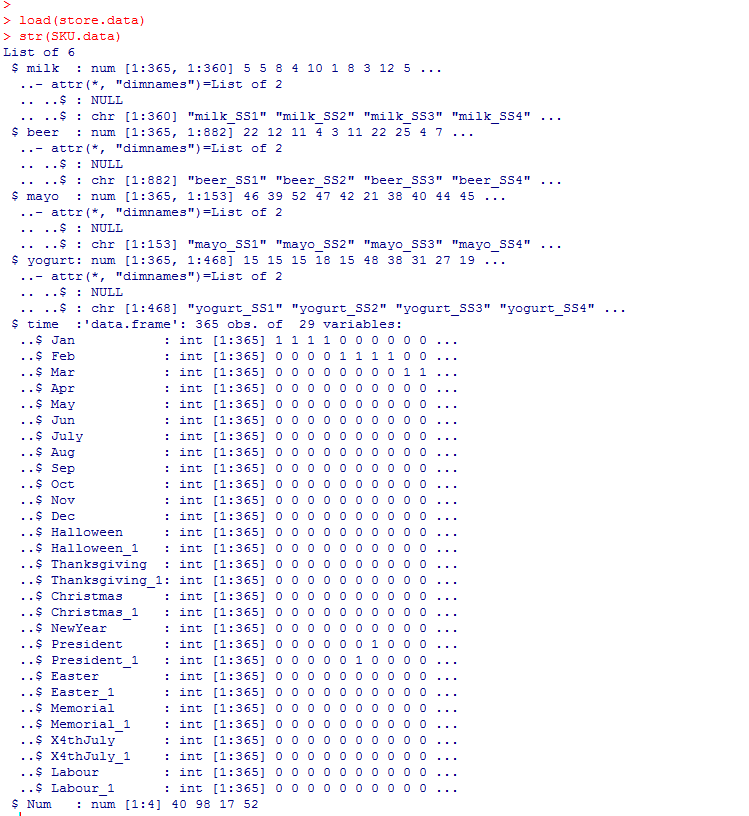 >
> load(store.data)
> str(SKU.data)
List of 6
 $ milk  : num [1:365, 1:360] 5 5 8 4 10 1 8 3 12 5 ...
  ..- attr(*, "dimnames")=List of 2
  .. ..$ : NULL
  .. ..$ : chr [1:360] "milk_SS1" "milk_SS2" "milk_SS3" "milk_SS4" ...
 $ beer  : num [1:365, 1:882] 22 12 11 4 3 11 22 25 4 7 ...
  ..- attr(*, "dimnames")=List of 2
  .. ..$ : NULL
  .. ..$ : chr [1:882] "beer_SS1" "beer_SS2" "beer_SS3" "beer_SS4" ...
 $ mayo  : num [1:365, 1:153] 46 39 52 47 42 21 38 40 44 45 ...
  ..- attr(*, "dimnames")=List of 2
  .. ..$ : NULL
  .. ..$ : chr [1:153] "mayo_SS1" "mayo_SS2" "mayo_SS3" "mayo_SS4" ...
 $ yogurt: num [1:365, 1:468] 15 15 15 18 15 48 38 31 27 19 ...
  ..- attr(*, "dimnames")=List of 2
  .. ..$ : NULL
  .. ..$ : chr [1:468] "yogurt_SS1" "yogurt_SS2" "yogurt_SS3" "yogurt_SS4" ...
 $ time  :'data.frame': 365 obs. of  29 variables:
  ..$ Jan           : int [1:365] 1 1 1 1 0 0 0 0 0 0 ...
  ..$ Feb           : int [1:365] 0 0 0 0 1 1 1 1 0 0 ...
  ..$ Mar           : int [1:365] 0 0 0 0 0 0 0 0 1 1 ...
  ..$ Apr           : int [1:365] 0 0 0 0 0 0 0 0 0 0 ...
  ..$ May           : int [1:365] 0 0 0 0 0 0 0 0 0 0 ...
  ..$ Jun           : int [1:365] 0 0 0 0 0 0 0 0 0 0 ...
  ..$ July          : int [1:365] 0 0 0 0 0 0 0 0 0 0 ...
  ..$ Aug           : int [1:365] 0 0 0 0 0 0 0 0 0 0 ...
  ..$ Sep           : int [1:365] 0 0 0 0 0 0 0 0 0 0 ...
  ..$ Oct           : int [1:365] 0 0 0 0 0 0 0 0 0 0 ...
  ..$ Nov           : int [1:365] 0 0 0 0 0 0 0 0 0 0 ...
  ..$ Dec           : int [1:365] 0 0 0 0 0 0 0 0 0 0 ...
  ..$ Halloween     : int [1:365] 0 0 0 0 0 0 0 0 0 0 ...
  ..$ Halloween_1   : int [1:365] 0 0 0 0 0 0 0 0 0 0 ...
  ..$ Thanksgiving  : int [1:365] 0 0 0 0 0 0 0 0 0 0 ...
  ..$ Thanksgiving_1: int [1:365] 0 0 0 0 0 0 0 0 0 0 ...
  ..$ Christmas     : int [1:365] 0 0 0 0 0 0 0 0 0 0 ...
  ..$ Christmas_1   : int [1:365] 0 0 0 0 0 0 0 0 0 0 ...
  ..$ NewYear       : int [1:365] 0 0 0 0 0 0 0 0 0 0 ...
  ..$ President     : int [1:365] 0 0 0 0 0 0 1 0 0 0 ...
  ..$ President_1   : int [1:365] 0 0 0 0 0 1 0 0 0 0 ...
  ..$ Easter        : int [1:365] 0 0 0 0 0 0 0 0 0 0 ...
  ..$ Easter_1      : int [1:365] 0 0 0 0 0 0 0 0 0 0 ...
  ..$ Memorial      : int [1:365] 0 0 0 0 0 0 0 0 0 0 ...
  ..$ Memorial_1    : int [1:365] 0 0 0 0 0 0 0 0 0 0 ...
  ..$ X4thJuly      : int [1:365] 0 0 0 0 0 0 0 0 0 0 ...
  ..$ X4thJuly_1    : int [1:365] 0 0 0 0 0 0 0 0 0 0 ...
  ..$ Labour        : int [1:365] 0 0 0 0 0 0 0 0 0 0 ...
  ..$ Labour_1      : int [1:365] 0 0 0 0 0 0 0 0 0 0 ...
 $ Num   : num [1:4] 40 98 17 52